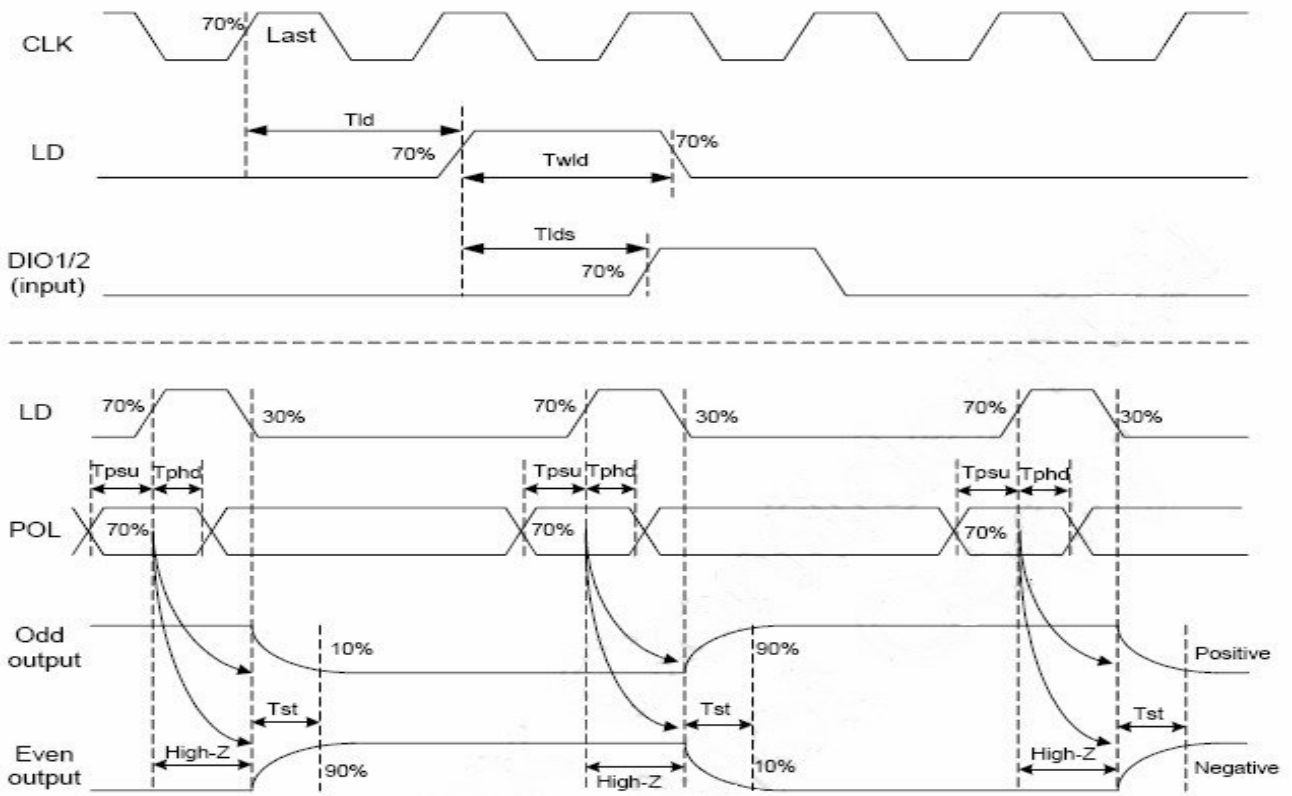 70%
Last
CLK
Tld
LD
70%
70%
Twld
Tlds
DIO1/2
(input)
70%
LD
70%
30%
70%
30%
70%
30%
Tpsu
Tphd
Tpsu
Tphd
Tpsu
Tphd
POL
70%
70%
70%
Odd
output
10%
90%
Positive
Tst
Tst
Tst
Even
output
High-Z
90%
High-Z
10%
High-Z
Negative